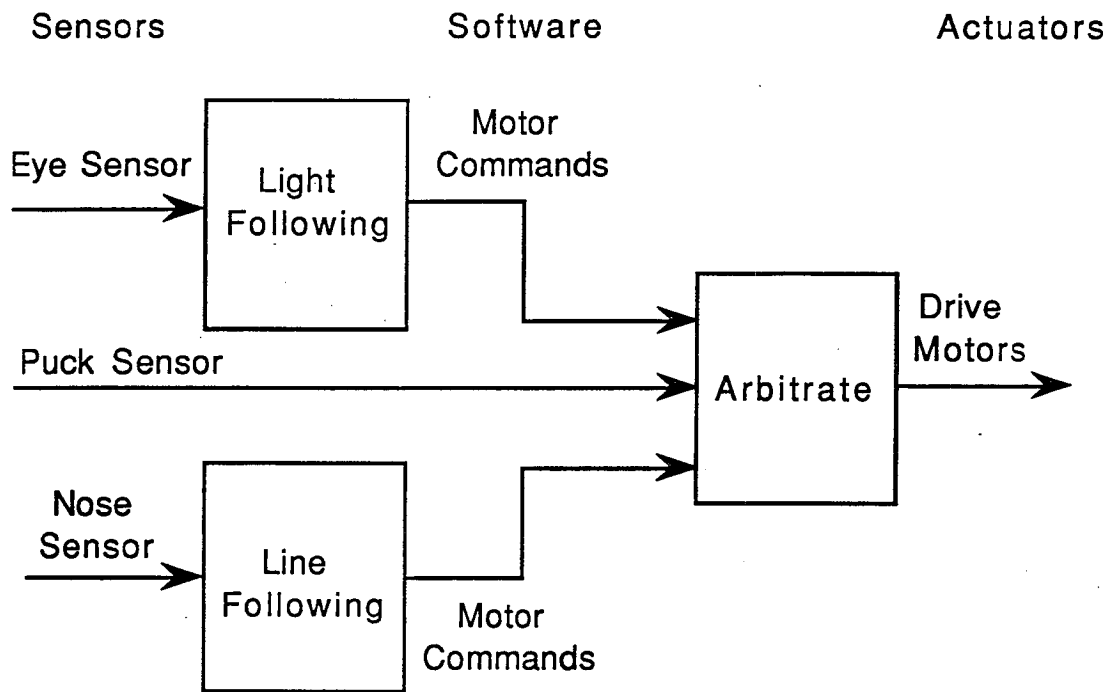 Sensors Software Actuators
Motor
Commands
Eye Sensor
Light
Following
Drive
Motors
Puck Sensor
Arbitrate
Nose
Sensor
Line
Following
Motor
Commands